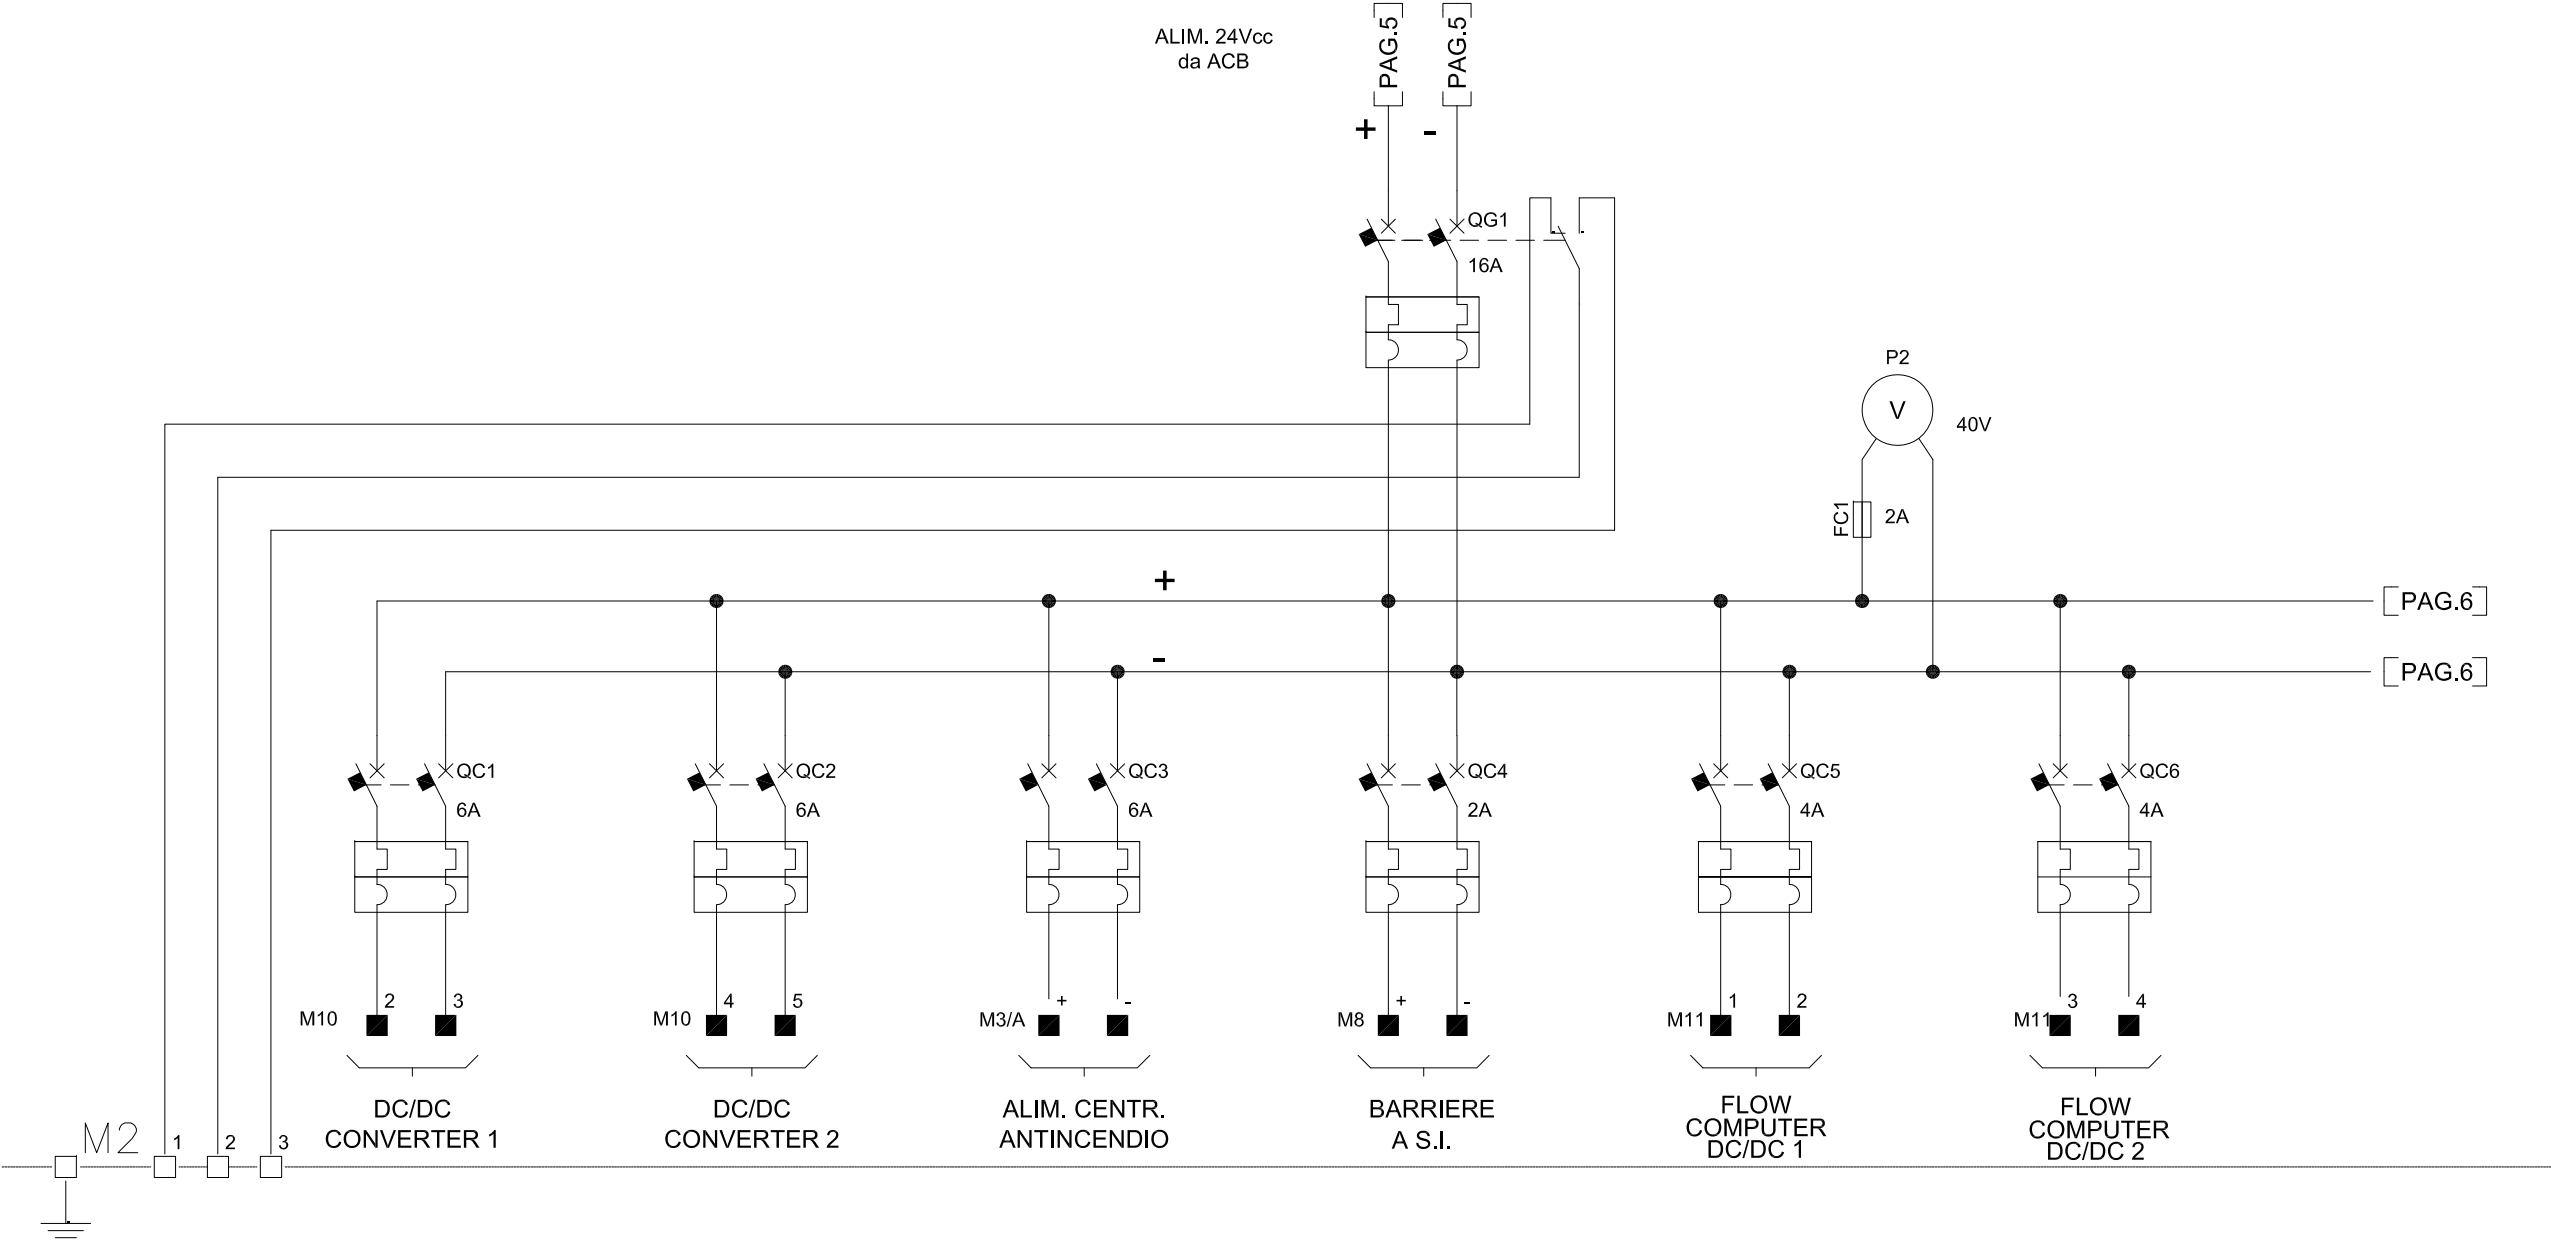 ALIM. 24Vcc
da ACB
PAG.5
PAG.5
+
-
QG1
16A
P2
V
40V
FC1
2A
+
PAG.6
-
PAG.6
QC1
6A
QC2
6A
QC3
6A
QC4
2A
QC5
4A
QC6
4A
M10
2
3
M10
4
5
M3/A
+
-
M8
+
-
M11
1
2
M11
3
4
DC/DC
CONVERTER 1
DC/DC
CONVERTER 2
ALIM. CENTR.
ANTINCENDIO
BARRIERE
A S.I.
FLOW
COMPUTER
DC/DC 1
FLOW
COMPUTER
DC/DC 2
M2
1
2
3